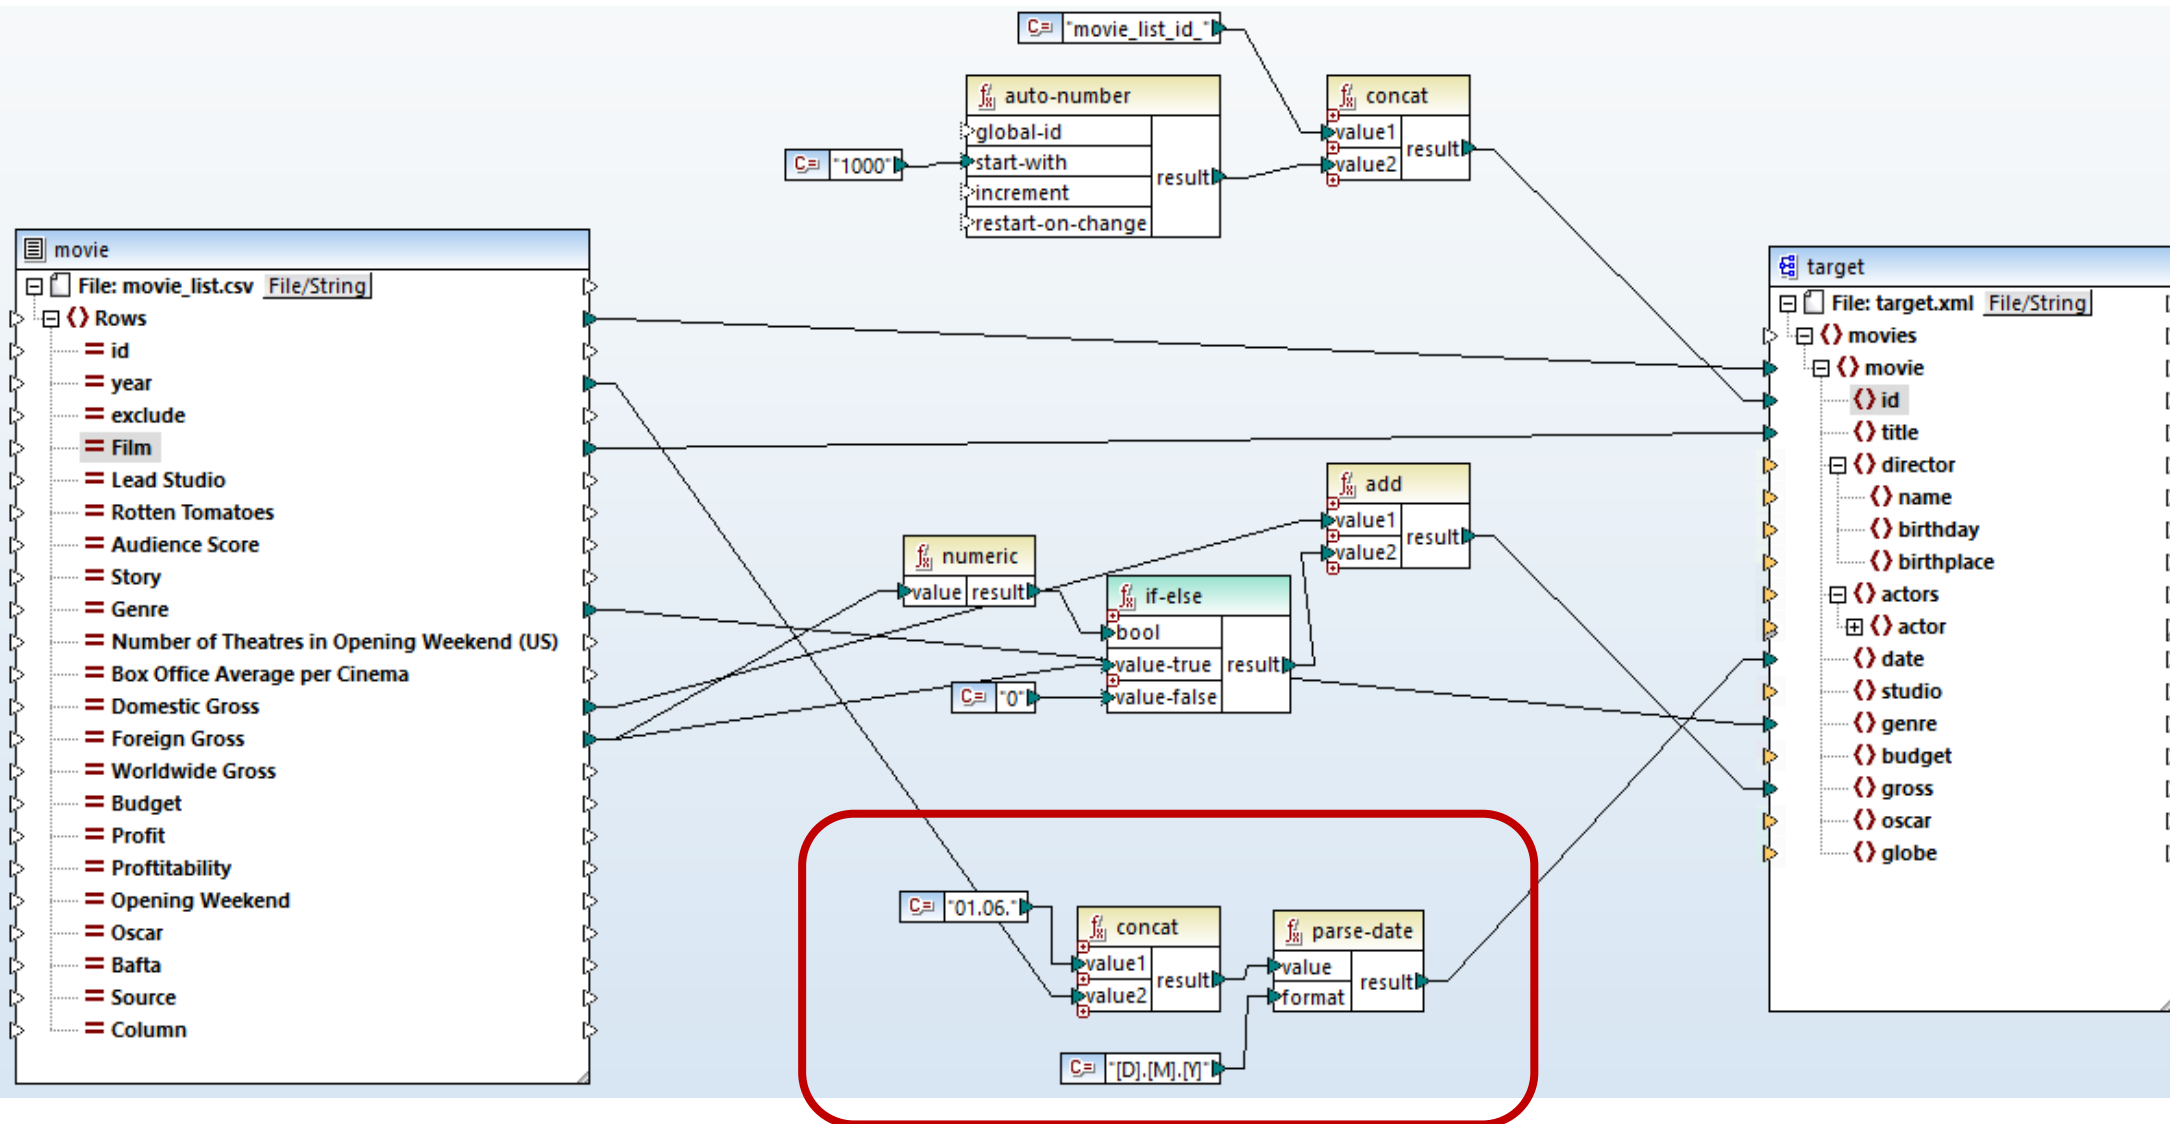 "movie_list_id_"
auto-number
global-id
start-with
increment
restart-on-change
result
"1000"
concat
value1
value2
result
movie
File: movie_list.csv File/String
Rows
id
year
exclude
Film
Lead Studio
Rotten Tomatoes
Audience Score
Story
Genre
Number of Theatres in Opening Weekend (US)
Box Office Average per Cinema
Domestic Gross
Foreign Gross
Worldwide Gross
Budget
Profit
Proftitability
Opening Weekend
Oscar
Bafta
Source
Column
numeric
value result
if-else
bool
value-true
value-false
result
"0"
add
value1
value2
result
"01.06."
concat
value1
value2
result
parse-date
value
format
result
"[D].[M].[Y]"
target
File: target.xml File/String
movies
movie
id
title
director
name
birthday
birthplace
actors
actor
date
studio
genre
budget
gross
oscar
globe